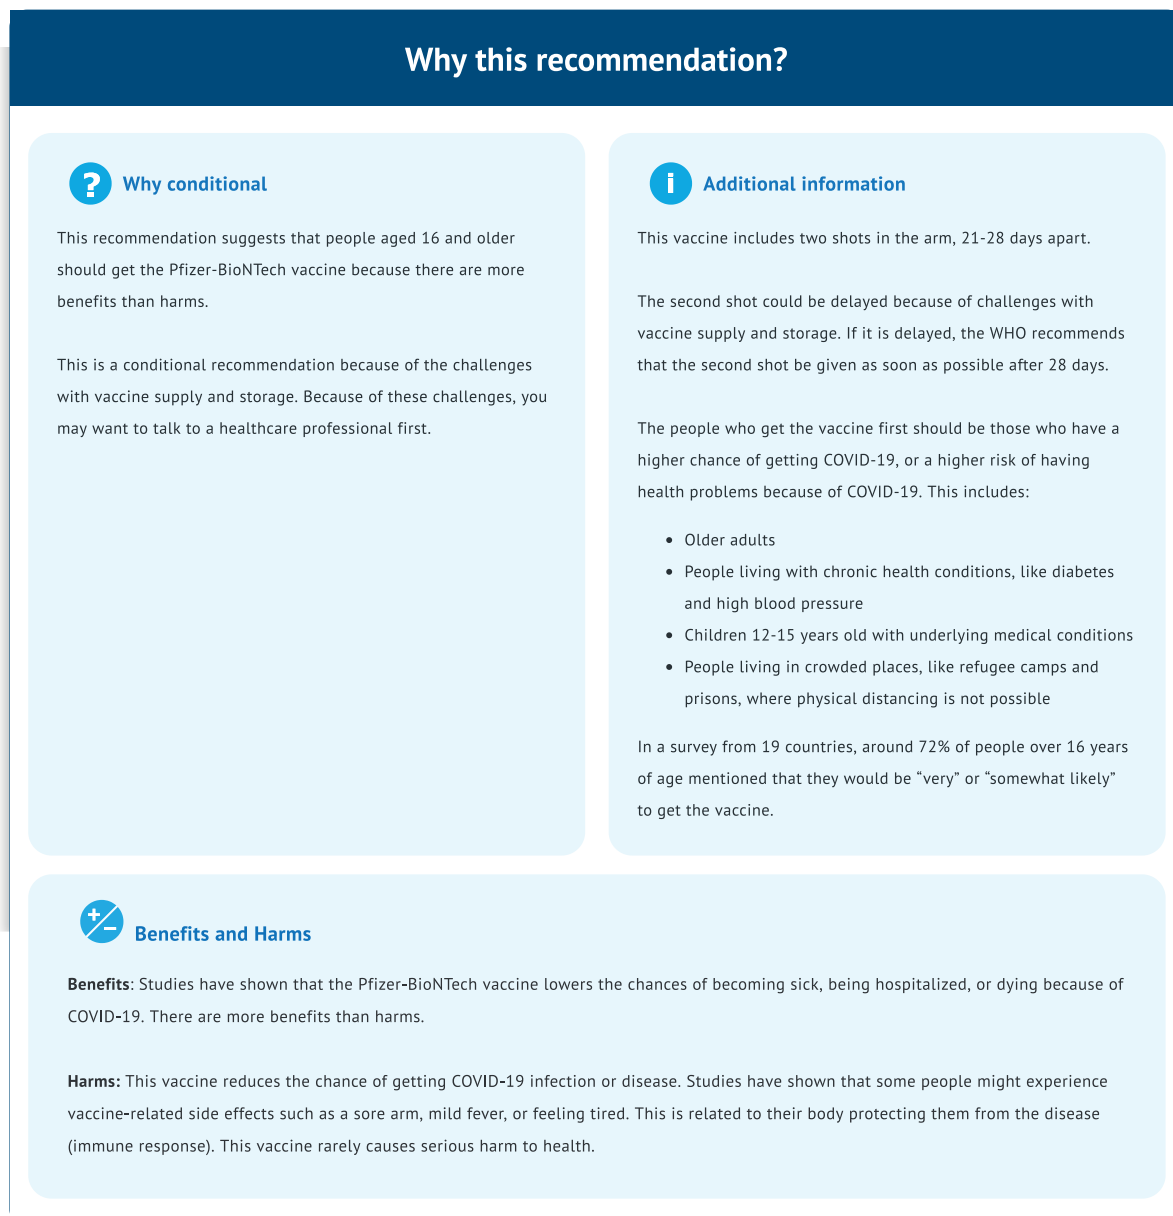 Why this recommendation?
? Why conditional
This recommendation suggests that people aged 16 and older
should get the Pfizer-BioNTech vaccine because there are more
benefits than harms.
This is a conditional recommendation because of the challenges
with vaccine supply and storage. Because of these challenges, you
may want to talk to a healthcare professional first.
i Additional information
This vaccine includes two shots in the arm, 21-28 days apart.
The second shot could be delayed because of challenges with
vaccine supply and storage. If it is delayed, the WHO recommends
that the second shot be given as soon as possible after 28 days.
The people who get the vaccine first should be those who have a
higher chance of getting COVID-19, or a higher risk of having
health problems because of COVID-19. This includes:
• Older adults
• People living with chronic health conditions, like diabetes
and high blood pressure
• Children 12-15 years old with underlying medical conditions
• People living in crowded places, like refugee camps and
prisons, where physical distancing is not possible
In a survey from 19 countries, around 72% of people over 16 years
of age mentioned that they would be “very” or “somewhat likely”
to get the vaccine.
Benefits and Harms
Benefits: Studies have shown that the Pfizer-BioNTech vaccine lowers the chances of becoming sick, being hospitalized, or dying because of
COVID-19. There are more benefits than harms.
Harms: This vaccine reduces the chance of getting COVID-19 infection or disease. Studies have shown that some people might experience
vaccine-related side effects such as a sore arm, mild fever, or feeling tired. This is related to their body protecting them from the disease
(immune response). This vaccine rarely causes serious harm to health.